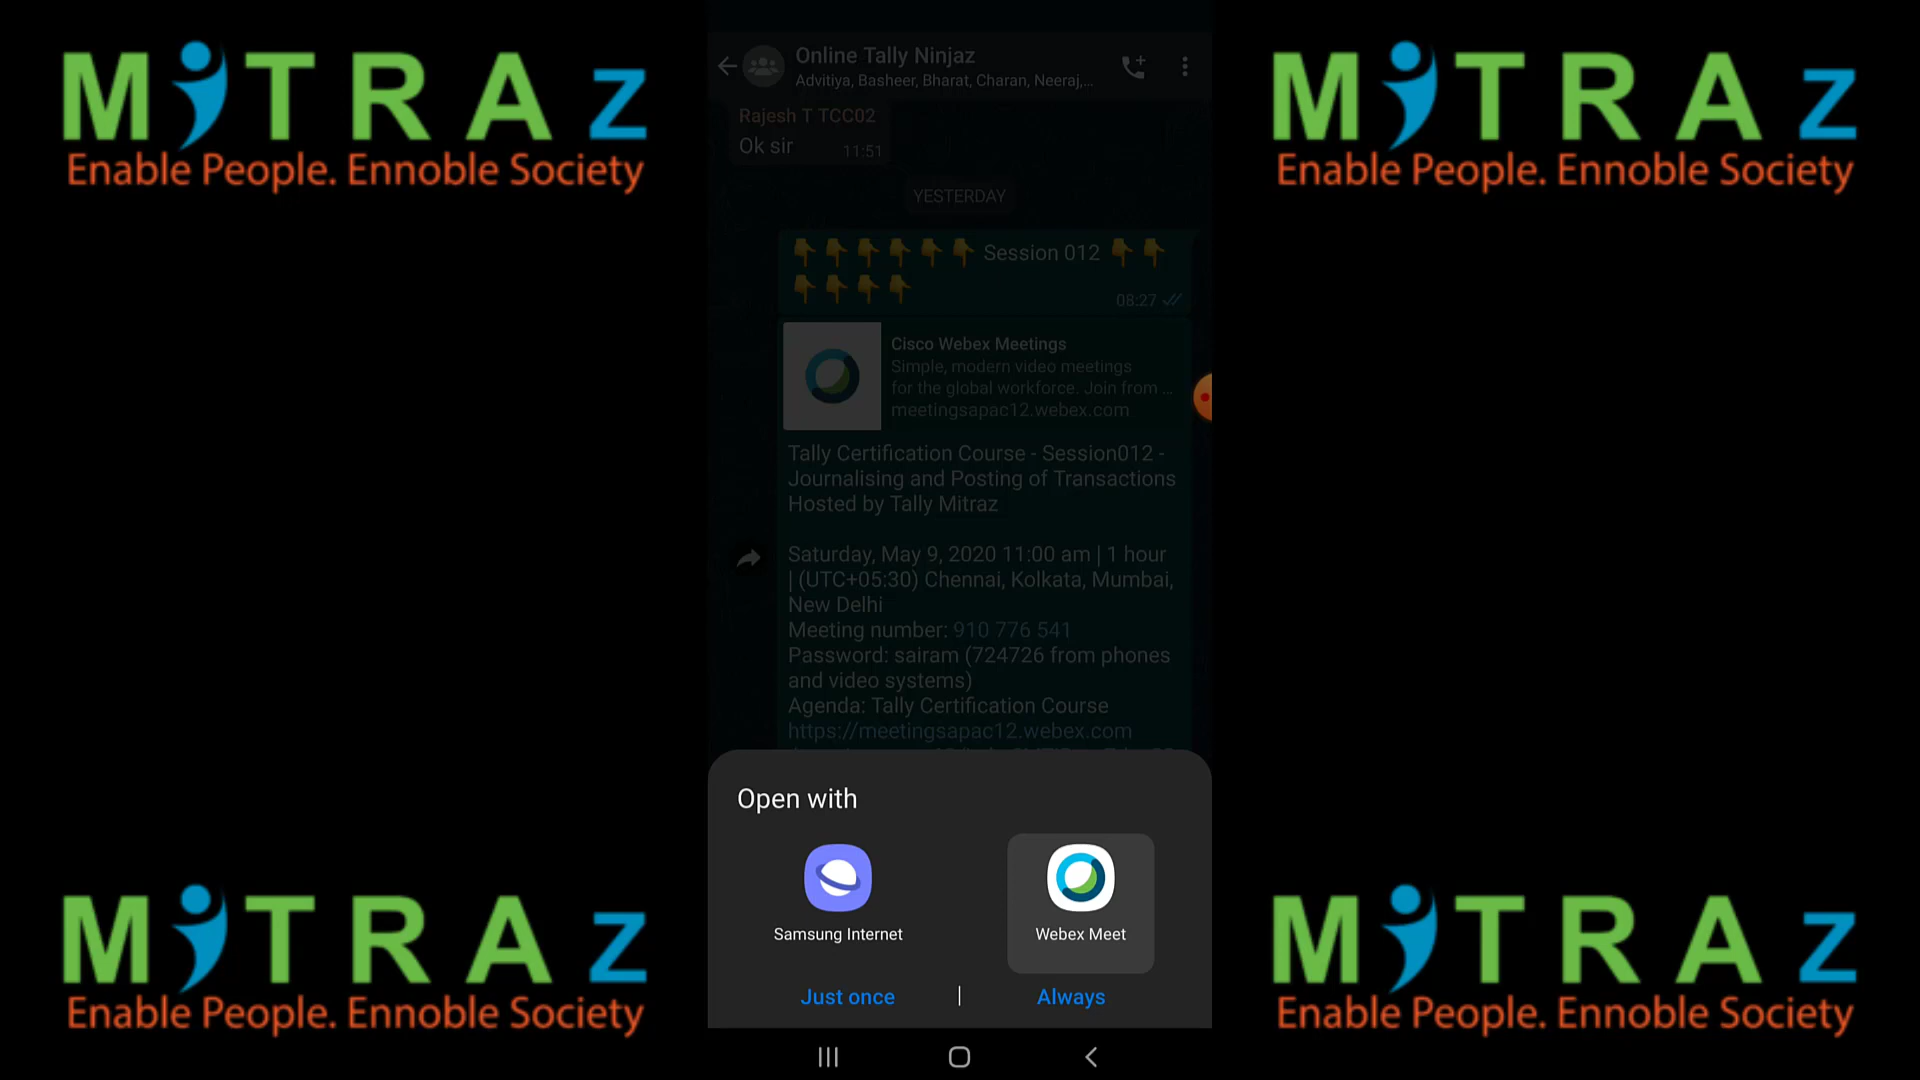 MiTRAz
Enable People. Ennoble Society
MiTRAz
Enable People. Ennoble Society
Online Tally Ninjaz
Advitiya, Basheer, Bharat, Charan, Neeraj,...
Rajesh T TCC02
Ok sir 11:51
YESTERDAY
Session 012
08:27
Cisco Webex Meetings
Simple, modern video meetings
for the global workforce. Join from ...
meetingsapac12.webex.com
Tally Certification Course - Session012 -
Journalising and Posting of Transactions
Hosted by Tally Mitraz
Saturday, May 9, 2020 11:00 am | 1 hour
| (UTC+05:30) Chennai, Kolkata, Mumbai,
New Delhi
Meeting number: 910 776 541
Password: sairam (724726 from phones
and video systems)
Agenda: Tally Certification Course
https://meetingsapac12.webex.com
Open with
Samsung Internet
Webex Meet
Just once | Always
MiTRAz
Enable People. Ennoble Society
MiTRAz
Enable People. Ennoble Society